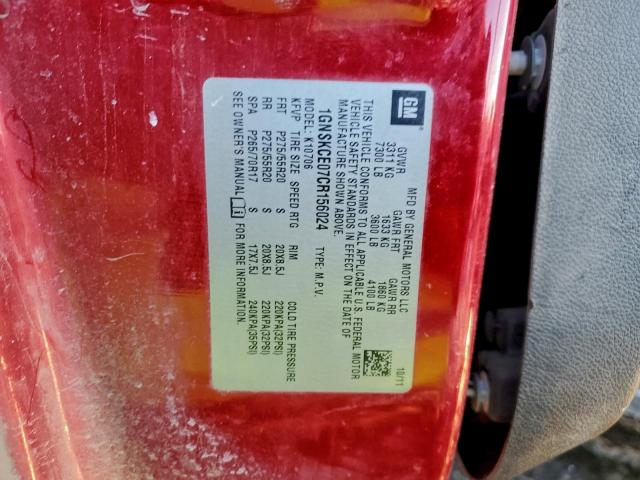 GM
MFD BY GENERAL MOTORS LLC 10/11
GVWR GAWR FRT GAWR RR
3311 KG 1633 KG 1860 KG
7300 LB 3600 LB 4100 LB
THIS VEHICLE CONFORMS TO ALL APPLICABLE U.S. FEDERAL MOTOR
VEHICLE SAFETY STANDARDS IN EFFECT ON THE DATE OF
MANUFACTURE SHOWN ABOVE.
1GNSKCE07CR156024 TYPE: M.P.V.
MODEL: K10706
KFVP TIRE SIZE SPEED RTG RIM COLD TIRE PRESSURE
FRT P275/55R20 S 20X8.5J 220KPA(32PSI)
RR P275/55R20 S 20X8.5J 220KPA(32PSI)
SPA P265/70R17 S 17X7.5J 240KPA(35PSI)
SEE OWNER'S MANUAL FOR MORE INFORMATION.